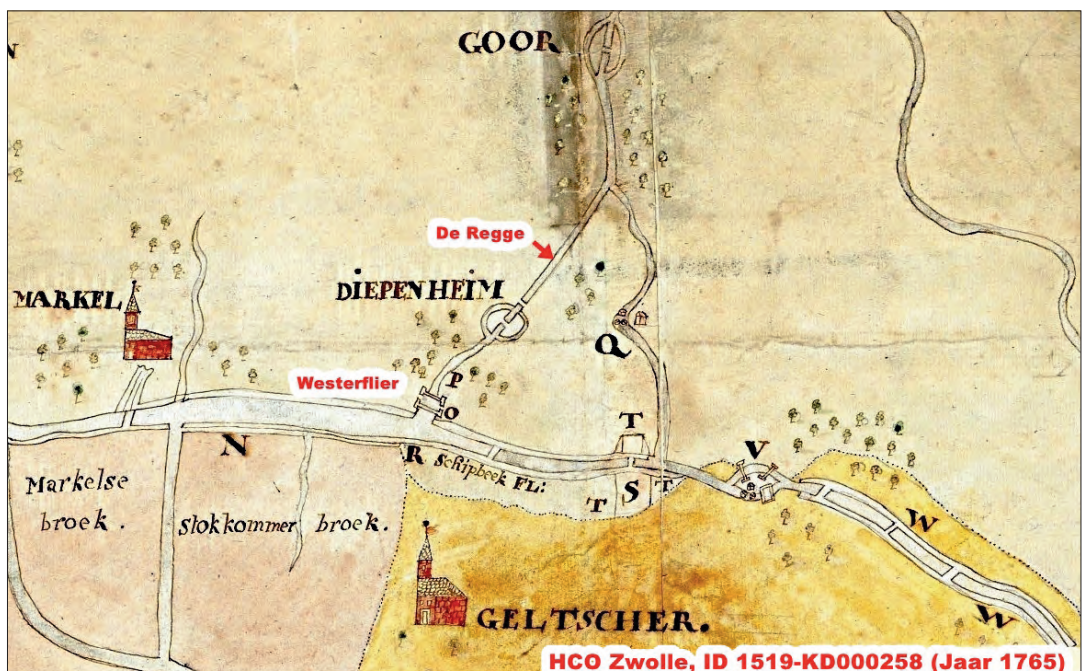 N
GOOR
De Regge
MARKEL
DIEPENHEIM
Q
Westerflier
P
O
N
R
Schipbeek FL:
T
T
S
T
V
Markelse
broek.
Stokkommer broek.
W
W
GELTSCHER.
HCO Zwolle, ID 1519-KD000258 (Jaar 1765)